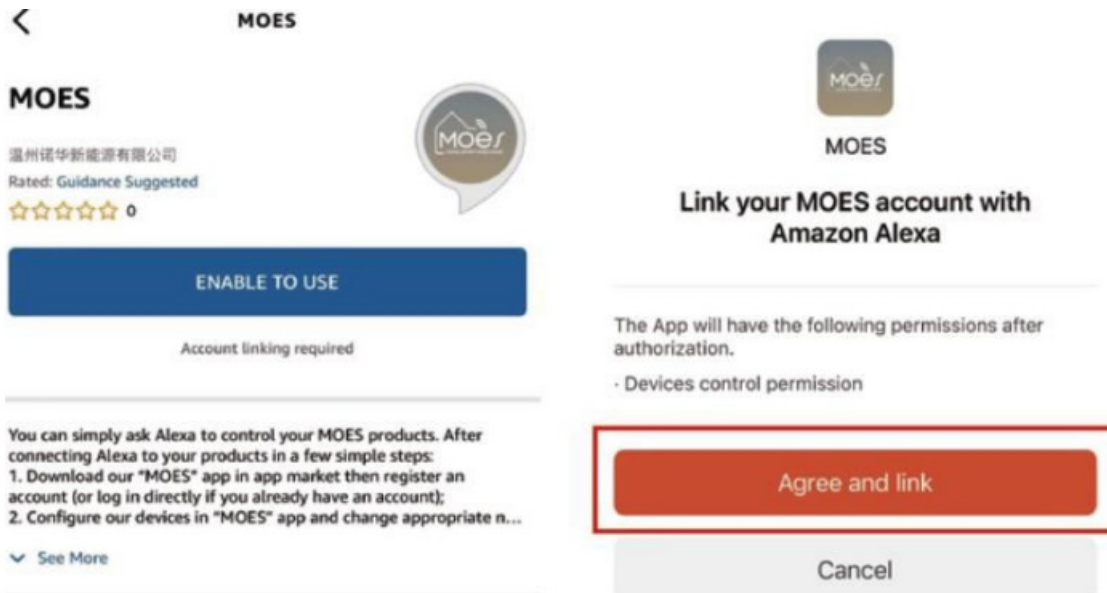 MOES
MOES
温州诺华新能源有限公司
Rated: Guidance Suggested
0
ENABLE TO USE
Account linking required
You can simply ask Alexa to control your MOES products. After
connecting Alexa to your products in a few simple steps:
1. Download our "MOES" app in app market then register an
account (or log in directly if you already have an account);
2. Configure our devices in "MOES" app and change appropriate n...
See More
Moes
Moes
MOES
Link your MOES account with
Amazon Alexa
The App will have the following permissions after
authorization.
· Devices control permission
Agree and link
Cancel